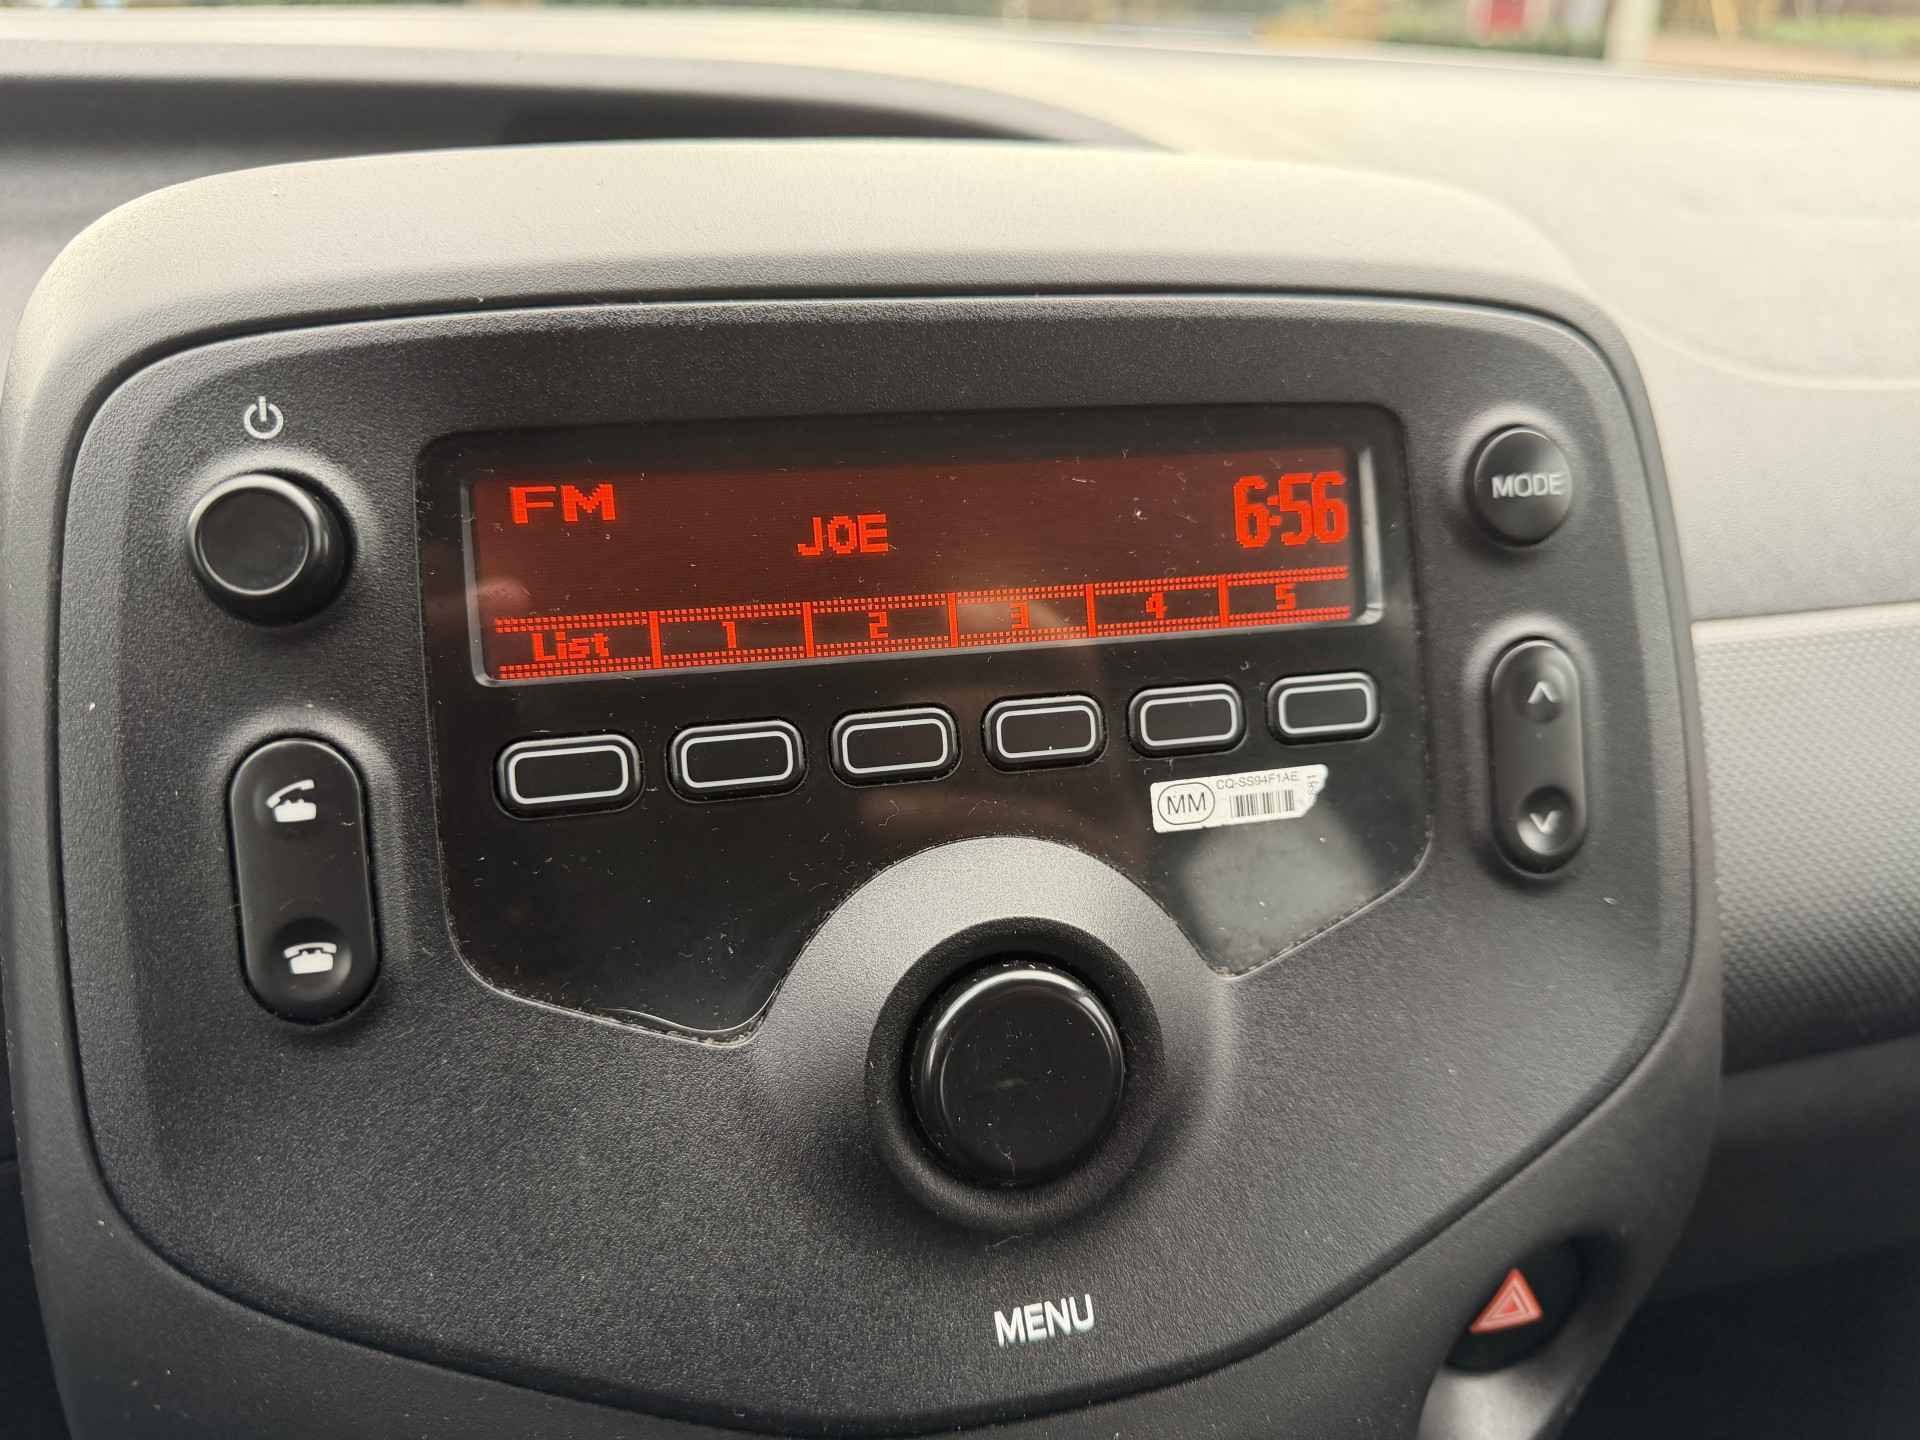 FM
JOE
6:56
List 1 2 3 4 5
MODE
MM
CQ-SS94F1AE
MENU